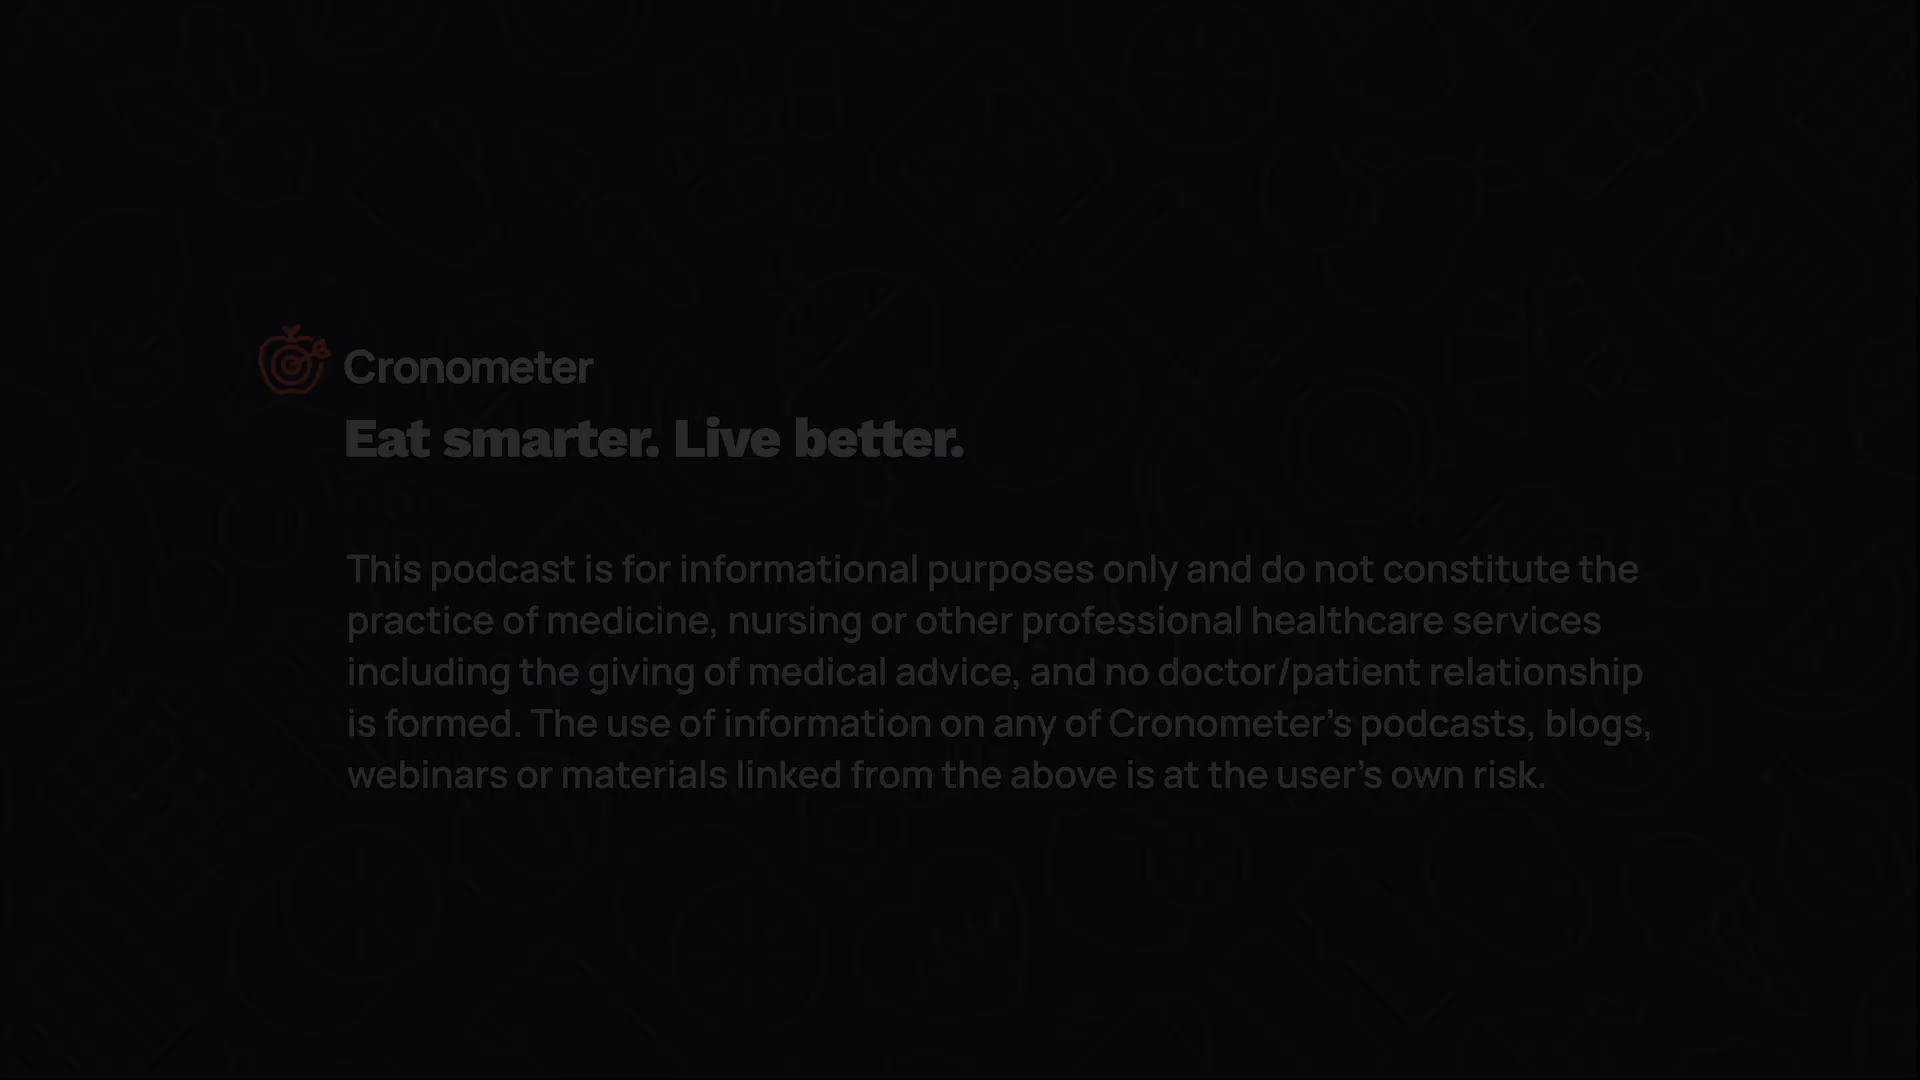 Cronometer
Eat smarter. Live better.
This podcast is for informational purposes only and do not constitute the
practice of medicine, nursing or other professional healthcare services
including the giving of medical advice, and no doctor/patient relationship
is formed. The use of information on any of Cronometer’s podcasts, blogs,
webinars or materials linked from the above is at the user’s own risk.